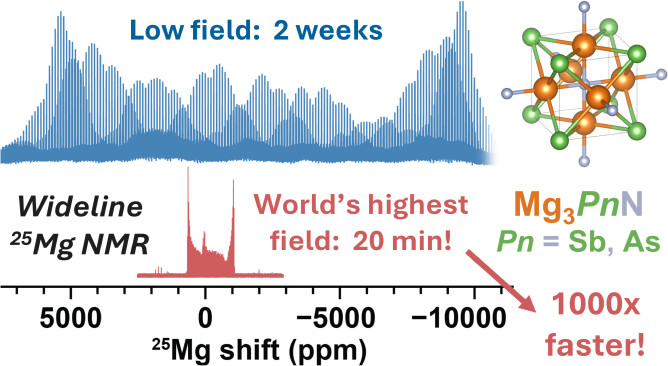 Low field: 2 weeks
Wideline
²⁵Mg NMR
World's highest
field: 20 min!
Mg₃PnN
Pn = Sb, As
1000x
faster!
5000 0 −5000 −10000
²⁵Mg shift (ppm)